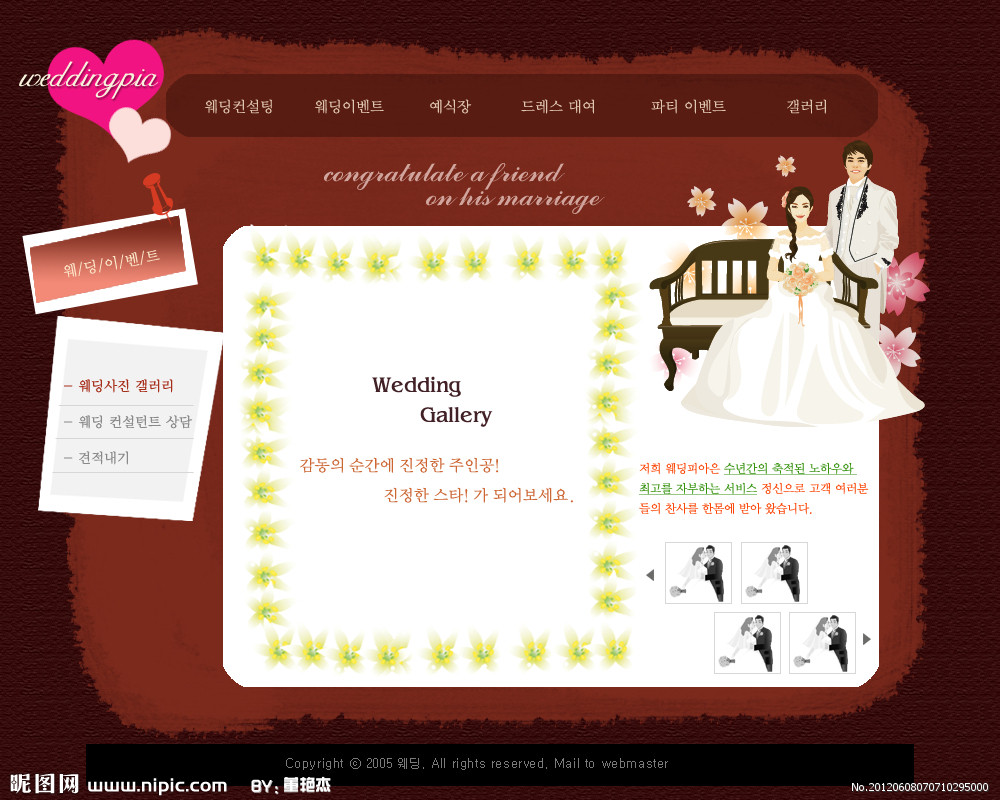 weddingpia
웨딩컨설팅 웨딩이벤트 예식장 드레스 대여 파티 이벤트 갤러리
congratulate a friend
on his marriage
웨/딩/이/벤/트
– 웨딩사진 갤러리
– 웨딩 컨설턴트 상담
– 견적내기
Wedding
Gallery
감동의 순간에 진정한 주인공!
진정한 스타! 가 되어보세요.
저희 웨딩피아은 수년간의 축적된 노하우와
최고를 자부하는 서비스 정신으로 고객 여러분
들의 찬사를 한몸에 받아 왔습니다.
Copyright ⓒ 2005 웨딩. All rights reserved. Mail to webmaster
昵图网 www.nipic.com BY:董艳杰
No.20120608070710295000